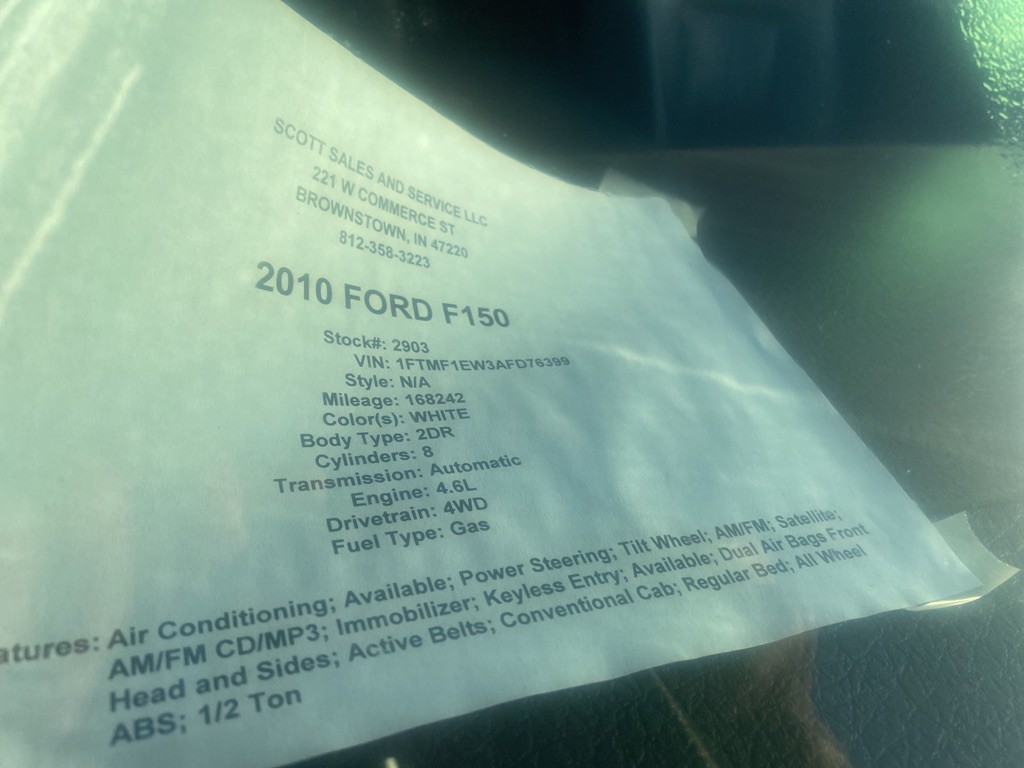 SCOTT SALES AND SERVICE LLC
221 W COMMERCE ST
BROWNSTOWN, IN 47220
812-358-3223
2010 FORD F150
Stock#: 2903
VIN: 1FTMF1EW3AFD76399
Style: N/A
Mileage: 168242
Color(s): WHITE
Body Type: 2DR
Cylinders: 8
Transmission: Automatic
Engine: 4.6L
Drivetrain: 4WD
Fuel Type: Gas
atures: Air Conditioning; Available; Power Steering; Tilt Wheel; AM/FM; Satellite;
AM/FM CD/MP3; Immobilizer; Keyless Entry; Available; Dual Air Bags Front
Head and Sides; Active Belts; Conventional Cab; Regular Bed; All Wheel
ABS; 1/2 Ton